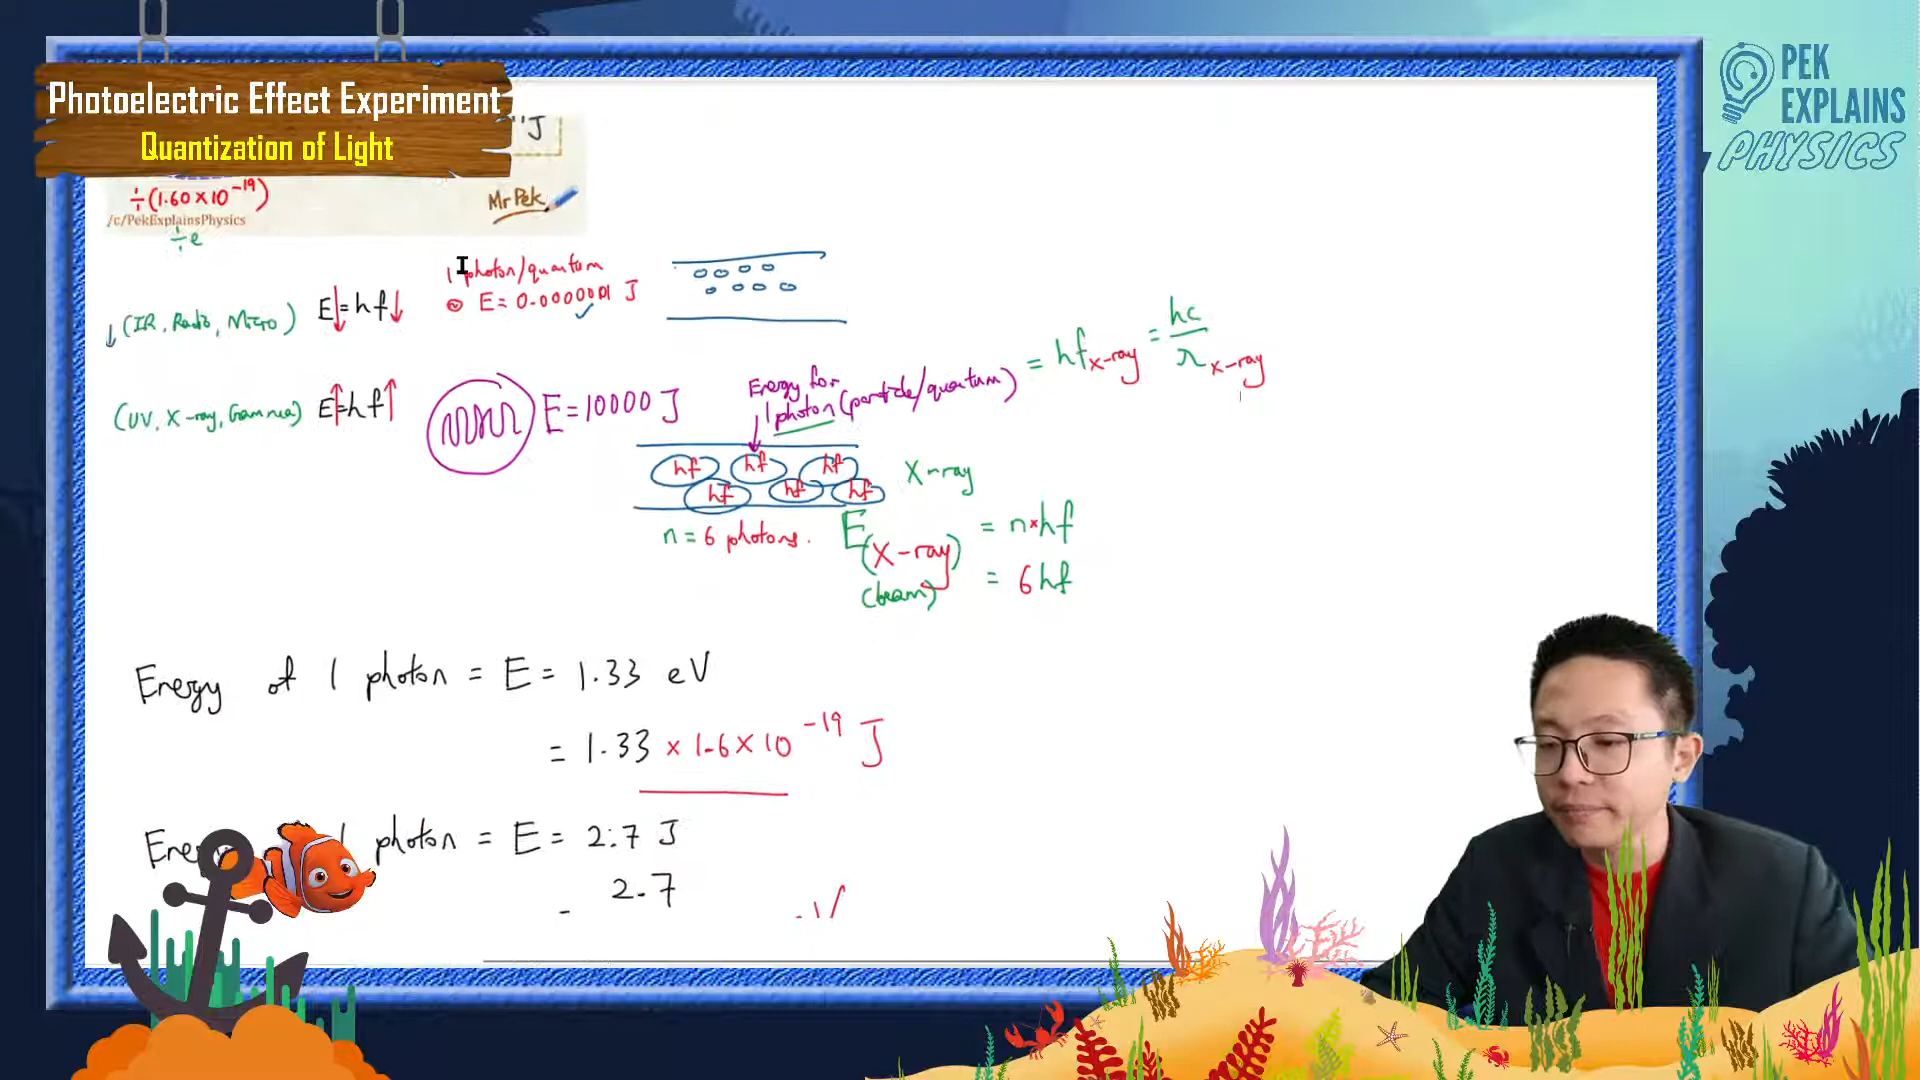 Photoelectric Effect Experiment
Quantization of Light
PEK
EXPLAINS
PHYSICS
J
÷(1.60×10⁻¹⁹)
Mr Pek
/c/PekExplainsPhysics
÷e
1 photon/quantum
↓(IR, Radio, Micro) E↓=hf↓
E=0.0000001 J
(UV, X-ray, Gamma) E↑=hf↑
E=10000 J
Energy for
1 photon (particle/quantum) = hf x-ray = hc/λ x-ray
hf hf hf
hf hf hf
X-ray
n = 6 photons.
E(X-ray) = n×hf
(beam) = 6hf
Energy of 1 photon = E = 1.33 eV
= 1.33 × 1.6×10⁻¹⁹ J
photon = E = 2.7 J
2.7